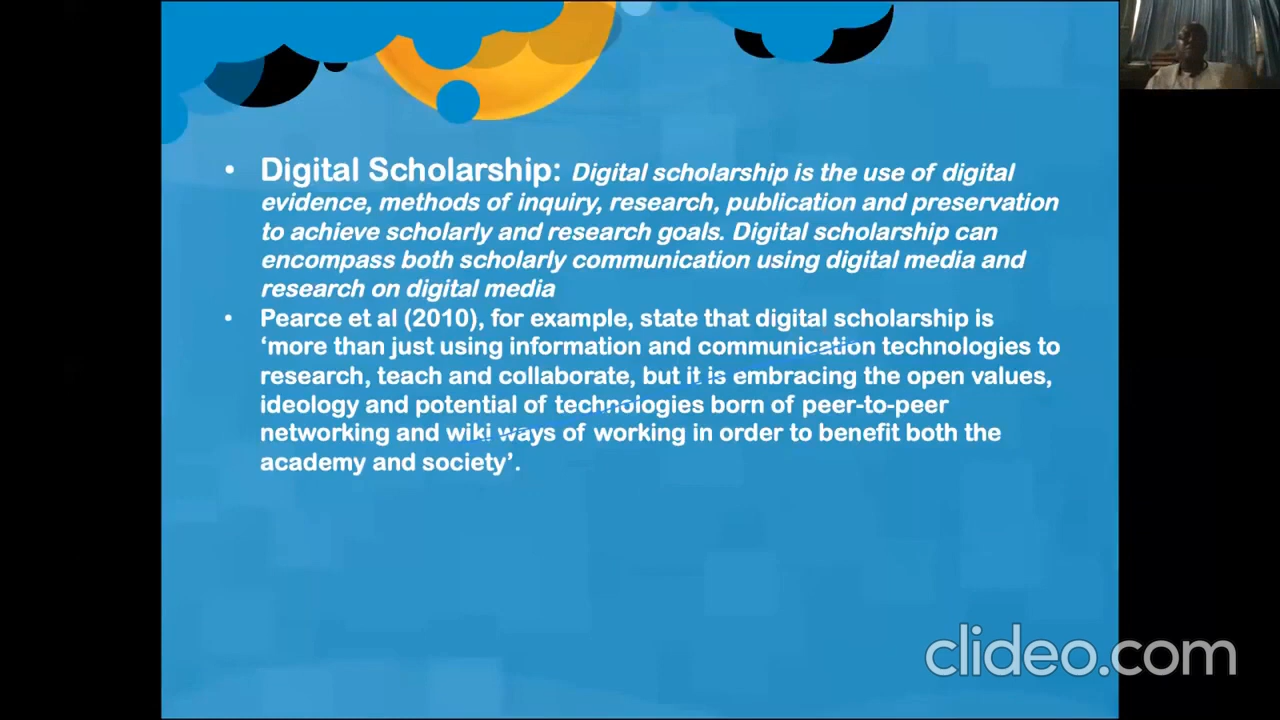 • Digital Scholarship: Digital scholarship is the use of digital
evidence, methods of inquiry, research, publication and preservation
to achieve scholarly and research goals. Digital scholarship can
encompass both scholarly communication using digital media and
research on digital media
• Pearce et al (2010), for example, state that digital scholarship is
‘more than just using information and communication technologies to
research, teach and collaborate, but it is embracing the open values,
ideology and potential of technologies born of peer-to-peer
networking and wiki ways of working in order to benefit both the
academy and society’.
clideo.com